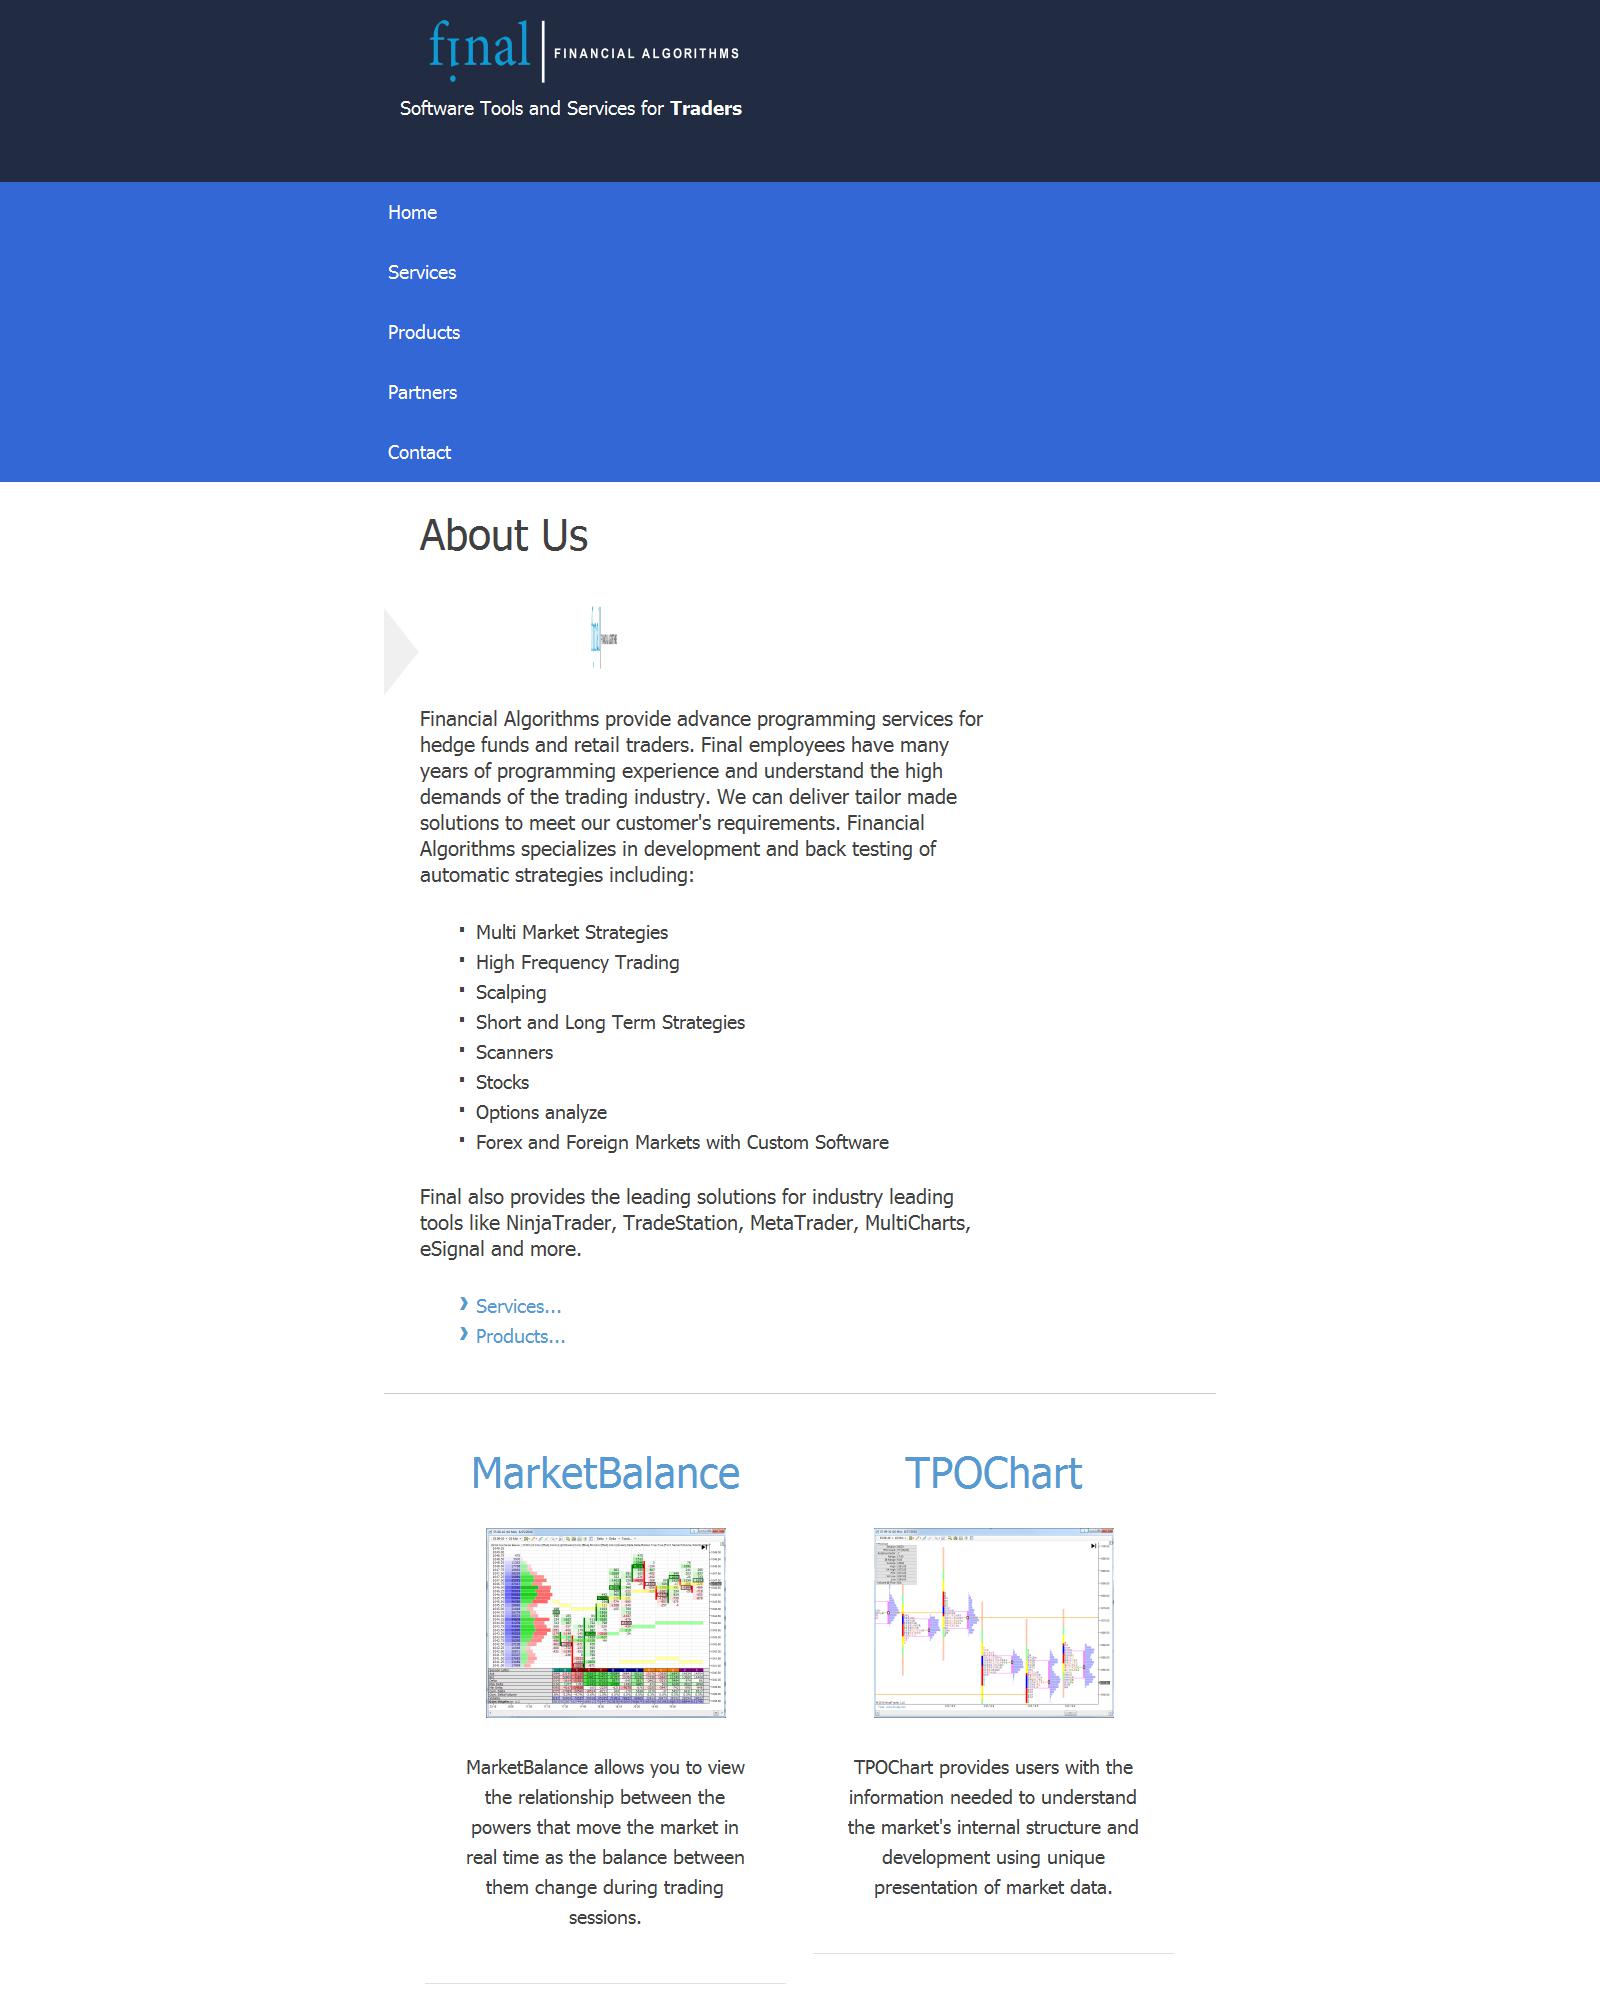 final FINANCIAL ALGORITHMS
Software Tools and Services for Traders
Home
Services
Products
Partners
Contact
About Us
Financial Algorithms provide advance programming services for
hedge funds and retail traders. Final employees have many
years of programming experience and understand the high
demands of the trading industry. We can deliver tailor made
solutions to meet our customer's requirements. Financial
Algorithms specializes in development and back testing of
automatic strategies including:
Multi Market Strategies
High Frequency Trading
Scalping
Short and Long Term Strategies
Scanners
Stocks
Options analyze
Forex and Foreign Markets with Custom Software
Final also provides the leading solutions for industry leading
tools like NinjaTrader, TradeStation, MetaTrader, MultiCharts,
eSignal and more.
Services...
Products...
MarketBalance
MarketBalance allows you to view
the relationship between the
powers that move the market in
real time as the balance between
them change during trading
sessions.
TPOChart
TPOChart provides users with the
information needed to understand
the market's internal structure and
development using unique
presentation of market data.